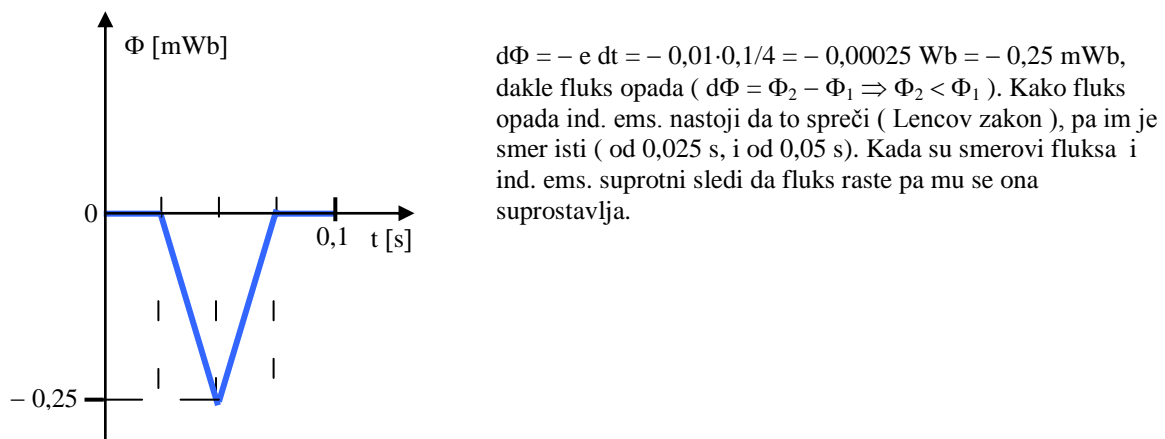 Φ [mWb]
0
0,1 t [s]
– 0,25
dΦ = – e dt = – 0,01·0,1/4 = – 0,00025 Wb = – 0,25 mWb,
dakle fluks opada ( dΦ = Φ₂ – Φ₁ ⇒ Φ₂ < Φ₁ ). Kako fluks
opada ind. ems. nastoji da to spreči ( Lencov zakon ), pa im je
smer isti ( od 0,025 s, i od 0,05 s). Kada su smerovi fluksa i
ind. ems. suprotni sledi da fluks raste pa mu se ona
suprostavlja.